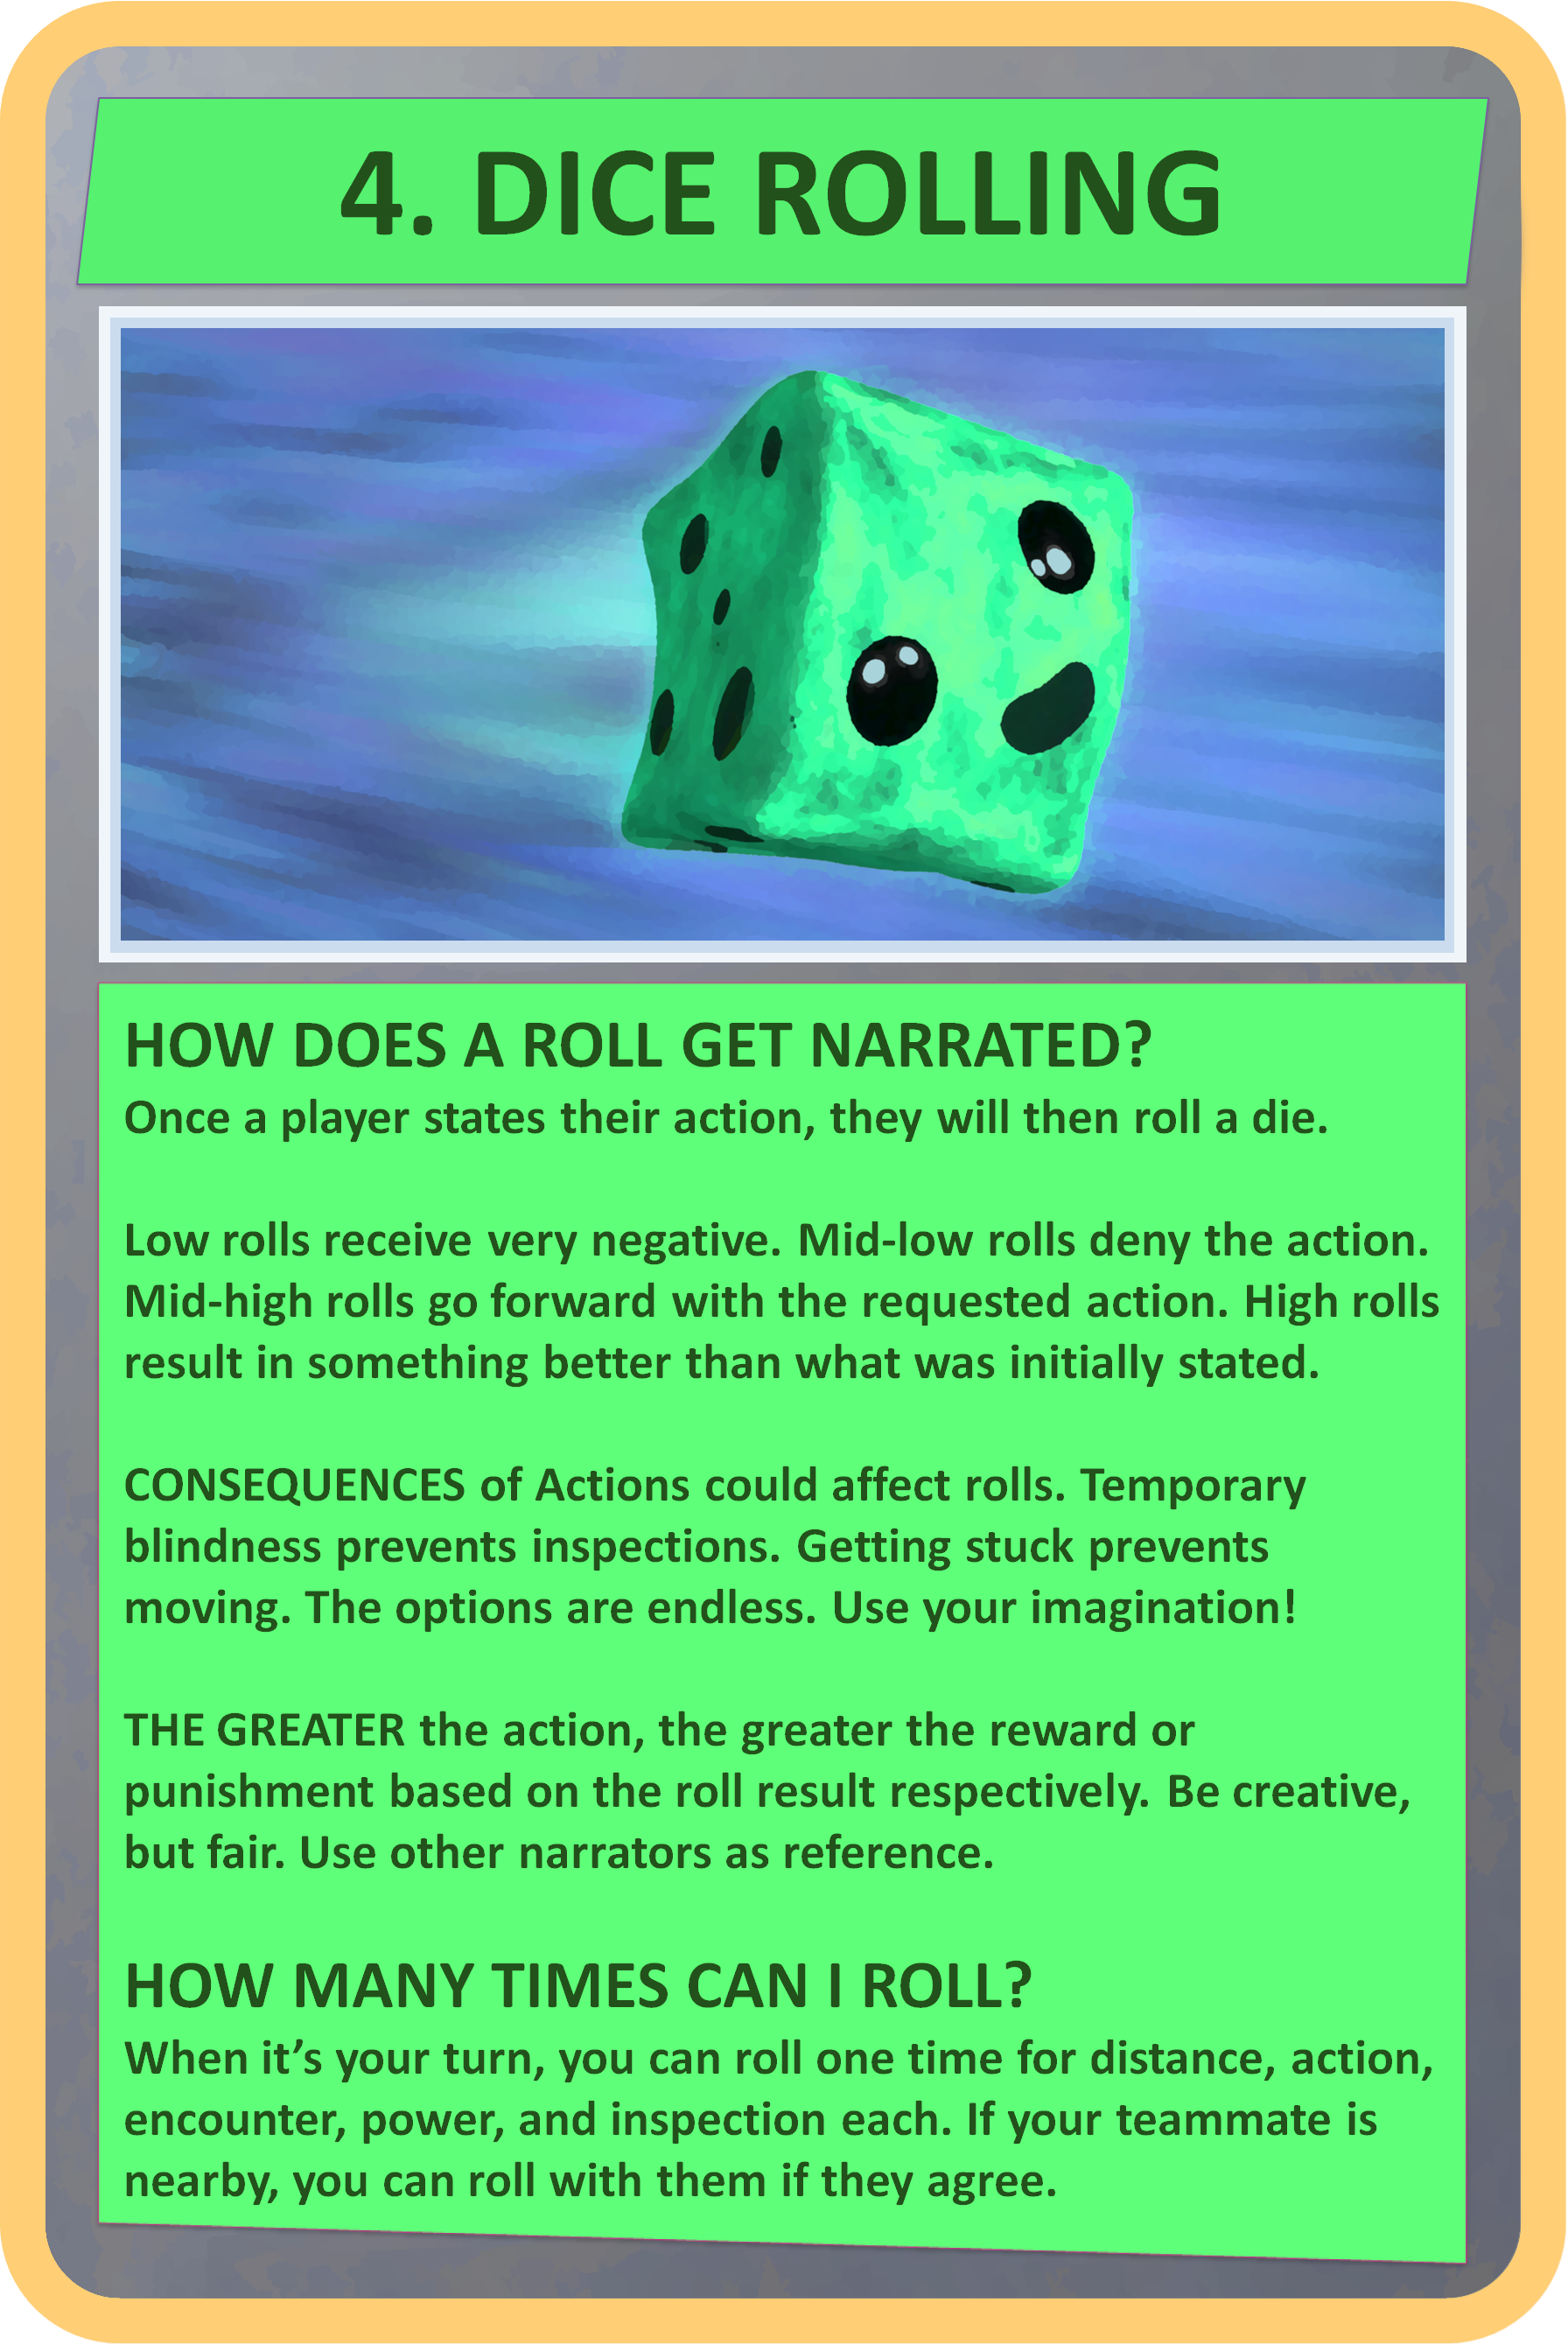 4. DICE ROLLING
HOW DOES A ROLL GET NARRATED?
Once a player states their action, they will then roll a die.
Low rolls receive very negative. Mid-low rolls deny the action.
Mid-high rolls go forward with the requested action. High rolls
result in something better than what was initially stated.
CONSEQUENCES of Actions could affect rolls. Temporary
blindness prevents inspections. Getting stuck prevents
moving. The options are endless. Use your imagination!
THE GREATER the action, the greater the reward or
punishment based on the roll result respectively. Be creative,
but fair. Use other narrators as reference.
HOW MANY TIMES CAN I ROLL?
When it’s your turn, you can roll one time for distance, action,
encounter, power, and inspection each. If your teammate is
nearby, you can roll with them if they agree.